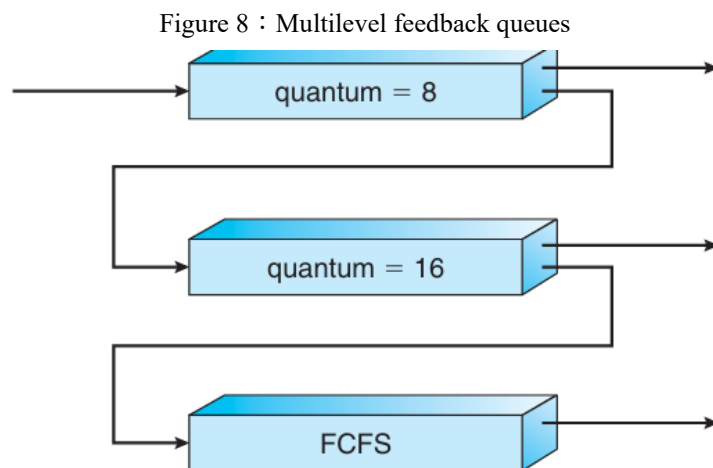 Figure 8：Multilevel feedback queues
quantum = 8
quantum = 16
FCFS